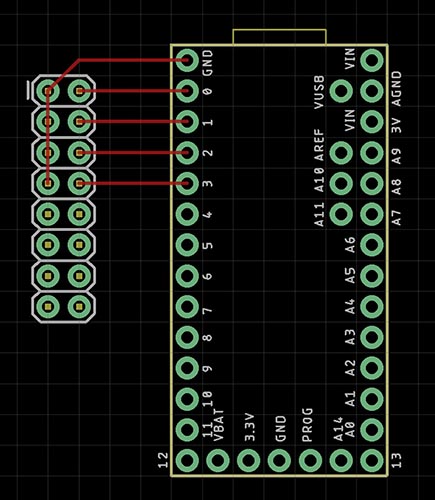 GND
VIN
0
VUSB
AGND
1
VIN
3V
2
AREF
A9
3
A10
A8
4
A11
A7
5
A6
6
A5
7
A4
8
A3
9
A2
10
A1
11
A0
12
VBAT
3.3V
GND
PROG
A14
13